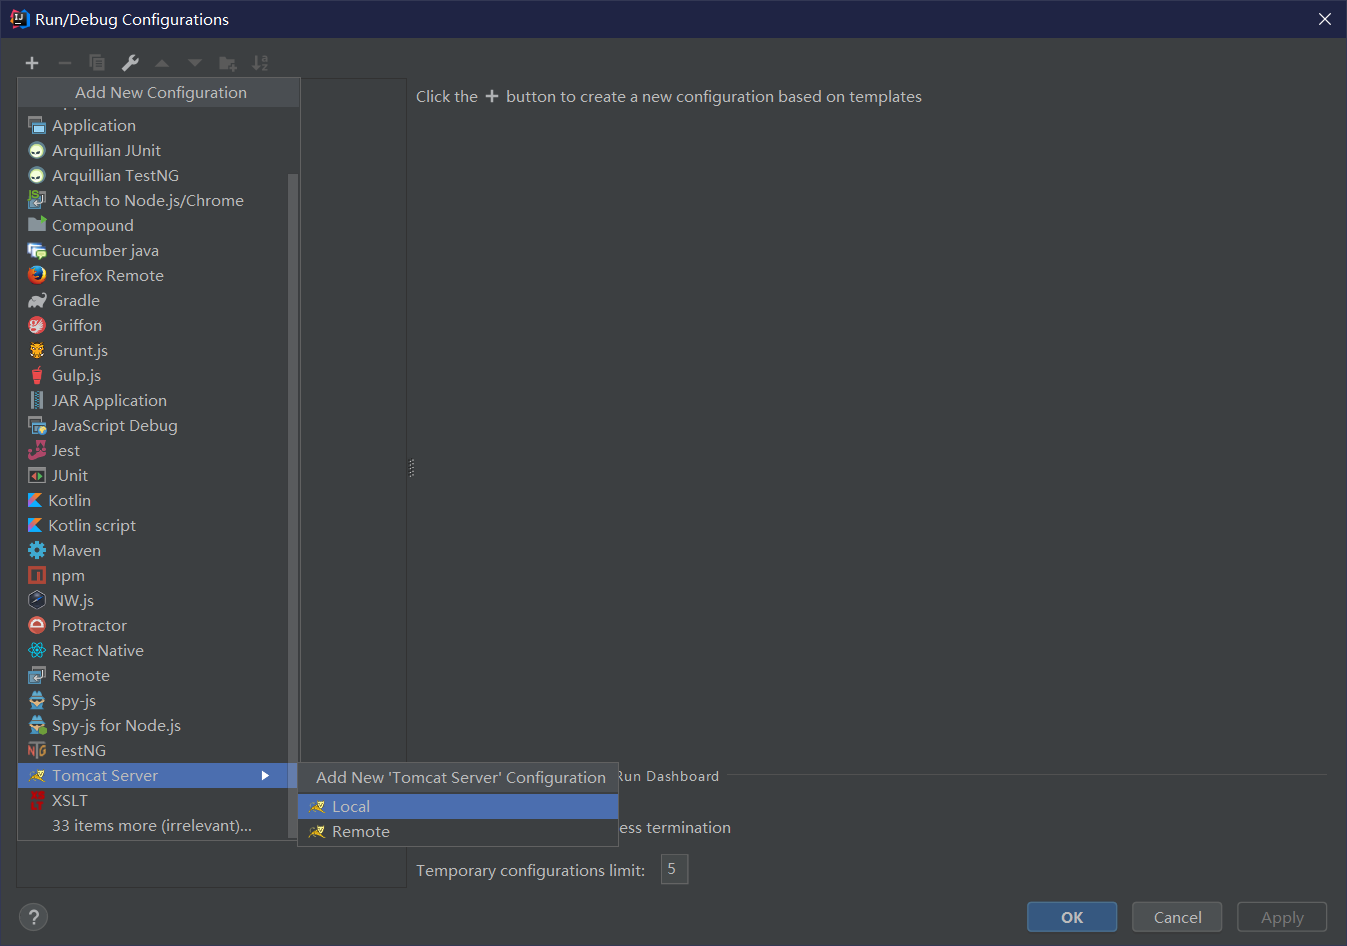 Run/Debug Configurations
Add New Configuration
Click the + button to create a new configuration based on templates
Application
Arquillian JUnit
Arquillian TestNG
Attach to Node.js/Chrome
Compound
Cucumber java
Firefox Remote
Gradle
Griffon
Grunt.js
Gulp.js
JAR Application
JavaScript Debug
Jest
JUnit
Kotlin
Kotlin script
Maven
npm
NW.js
Protractor
React Native
Remote
Spy-js
Spy-js for Node.js
TestNG
Tomcat Server
Add New 'Tomcat Server' Configuration
Run Dashboard
XSLT
Local
33 items more (irrelevant)...
Remote
ess termination
Temporary configurations limit: 5
?
OK
Cancel
Apply